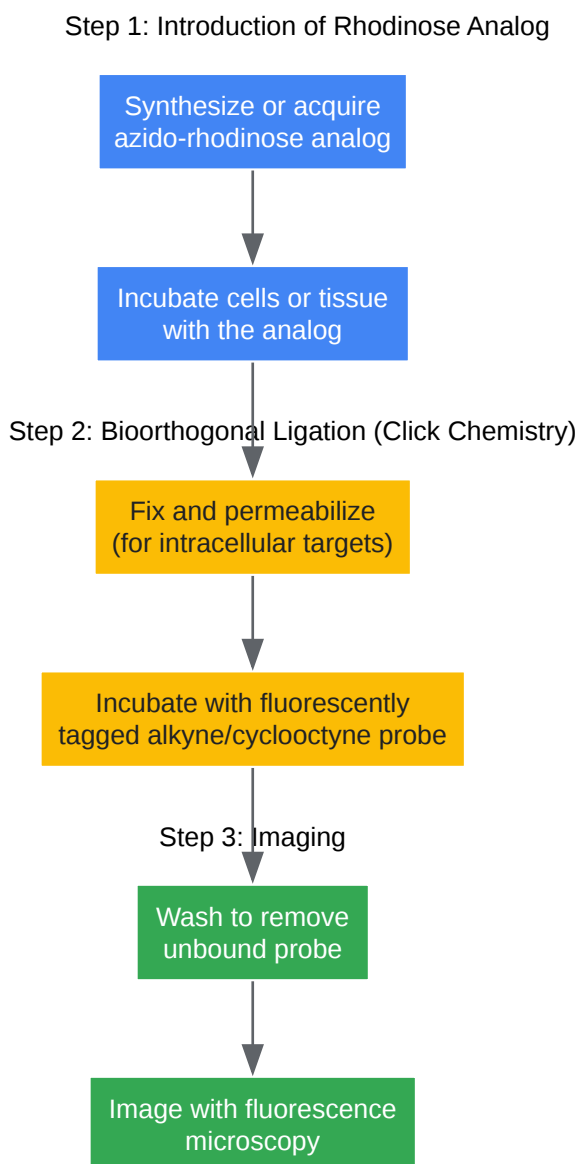 Step 1: Introduction of Rhodinose Analog
Synthesize or acquire
azido-rhodinose analog
Incubate cells or tissue
with the analog
Step 2: Bioorthogonal Ligation (Click Chemistry)
Fix and permeabilize
(for intracellular targets)
Incubate with fluorescently
tagged alkyne/cyclooctyne probe
Step 3: Imaging
Wash to remove
unbound probe
Image with fluorescence
microscopy